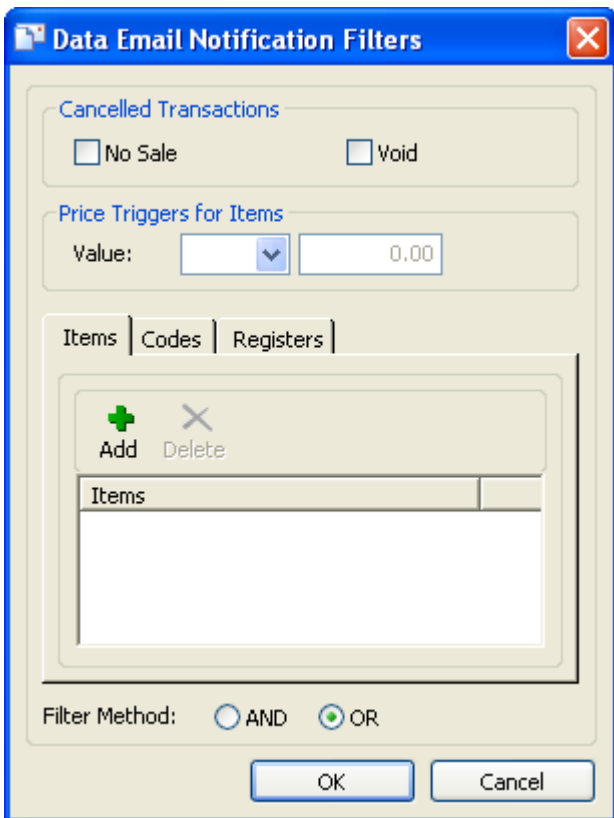 Data Email Notification Filters
Cancelled Transactions
No Sale Void
Price Triggers for Items
Value: 0.00
Items Codes Registers
Add Delete
Items
Filter Method: AND OR
OK Cancel